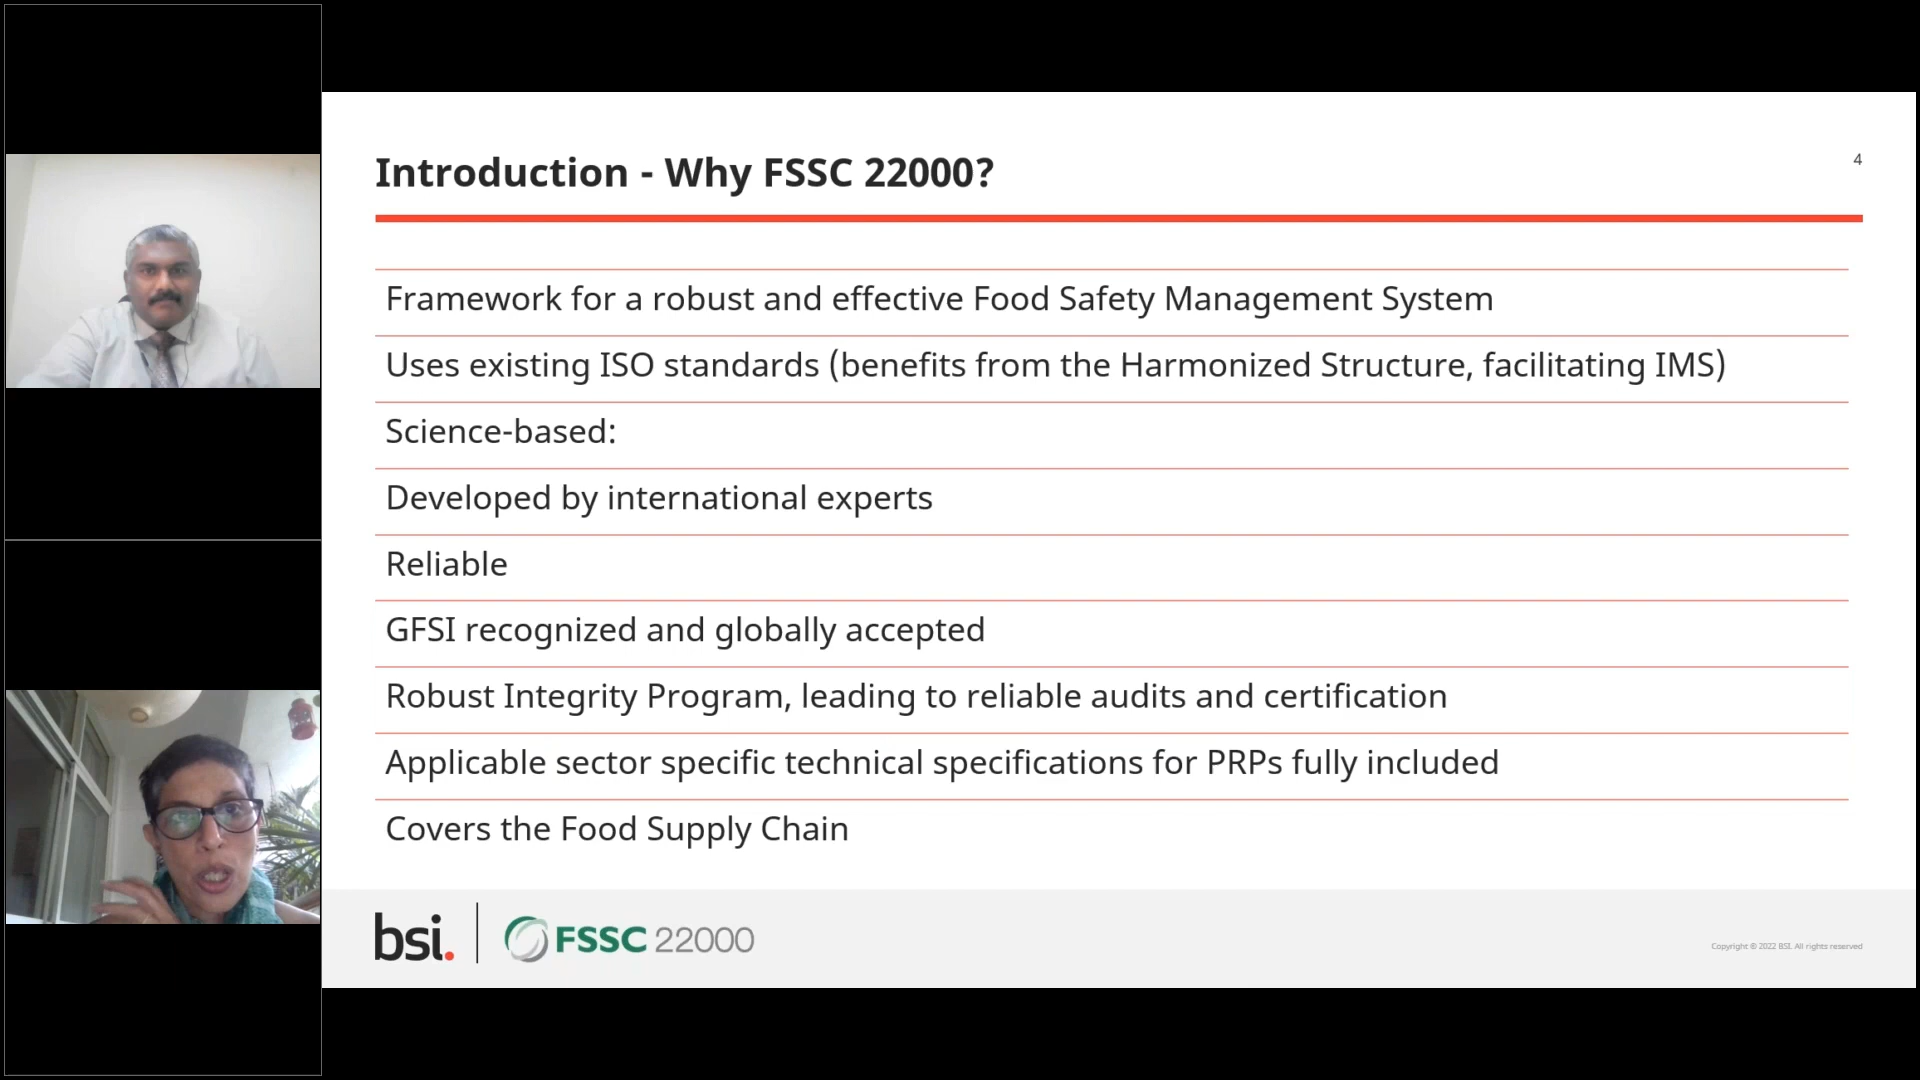 Introduction - Why FSSC 22000?
4
Framework for a robust and effective Food Safety Management System
Uses existing ISO standards (benefits from the Harmonized Structure, facilitating IMS)
Science-based:
Developed by international experts
Reliable
GFSI recognized and globally accepted
Robust Integrity Program, leading to reliable audits and certification
Applicable sector specific technical specifications for PRPs fully included
Covers the Food Supply Chain
bsi.
FSSC 22000
Copyright © 2022 BSI. All rights reserved